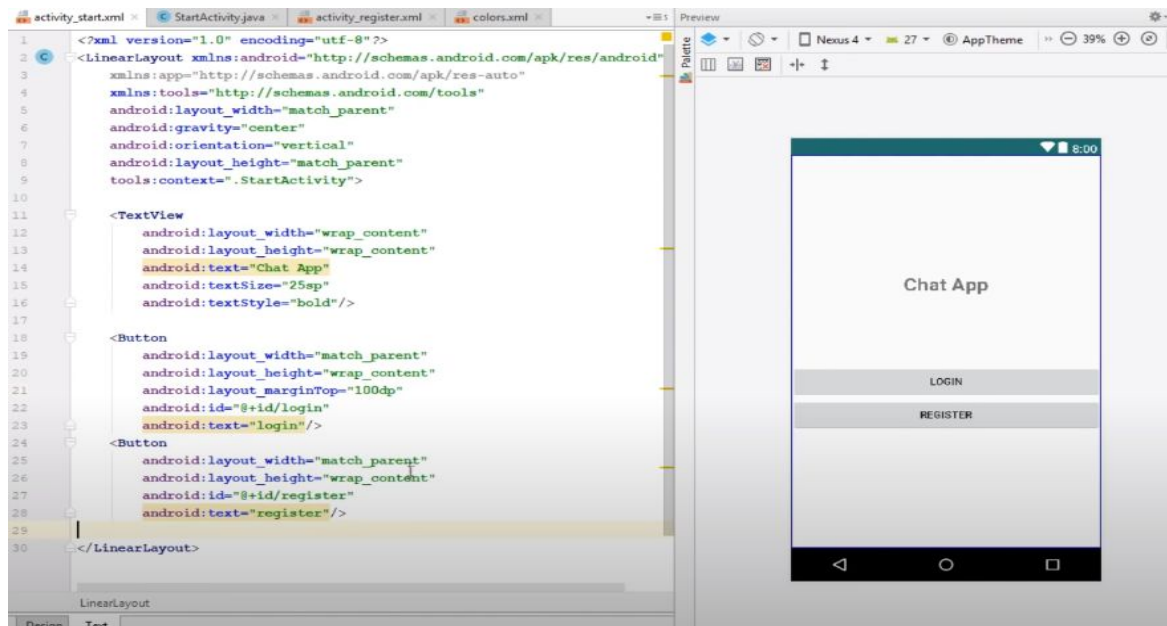 activity_start.xml
StartActivity.java
activity_register.xml
colors.xml
Preview
1 <?xml version="1.0" encoding="utf-8"?>
2 <LinearLayout xmlns:android="http://schemas.android.com/apk/res/android"
3 xmlns:app="http://schemas.android.com/apk/res-auto"
4 xmlns:tools="http://schemas.android.com/tools"
5 android:layout_width="match_parent"
6 android:gravity="center"
7 android:orientation="vertical"
8 android:layout_height="match_parent"
9 tools:context=".StartActivity">
10
11 <TextView
12 android:layout_width="wrap_content"
13 android:layout_height="wrap_content"
14 android:text="Chat App"
15 android:textSize="25sp"
16 android:textStyle="bold"/>
17
18 <Button
19 android:layout_width="match_parent"
20 android:layout_height="wrap_content"
21 android:layout_marginTop="100dp"
22 android:id="@+id/login"
23 android:text="login"/>
24 <Button
25 android:layout_width="match_parent"
26 android:layout_height="wrap_content"
27 android:id="@+id/register"
28 android:text="register"/>
29
30 </LinearLayout>
LinearLayout
Design Text
Palette
Nexus 4 27 AppTheme 39%
8:00
Chat App
LOGIN
REGISTER